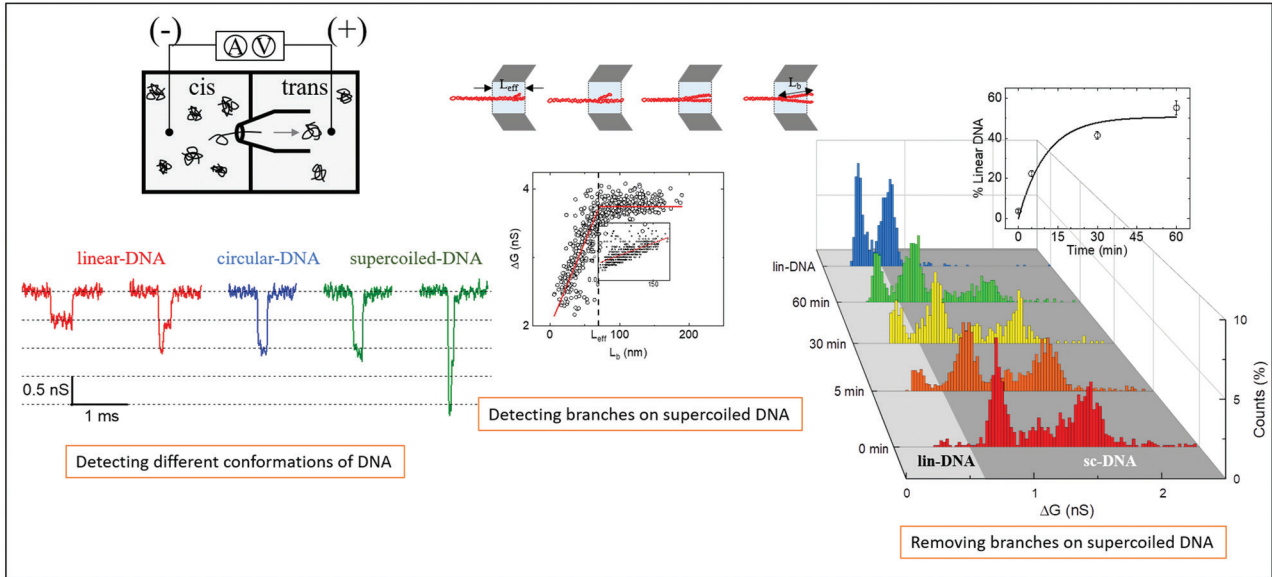 (-)
(+)
A V
cis
trans
linear-DNA
circular-DNA
supercoiled-DNA
0.5 nS
1 ms
Detecting different conformations of DNA
L_eff
L_b
4
ΔG (nS)
2
0.0
150
0
L_eff
100
200
L_b (nm)
Detecting branches on supercoiled DNA
60
40
20
0
% Linear DNA
0
15
30
45
60
Time (min)
lin-DNA
60 min
30 min
5 min
0 min
lin-DNA
sc-DNA
10
5
0
Counts (%)
0
1
2
ΔG (nS)
Removing branches on supercoiled DNA